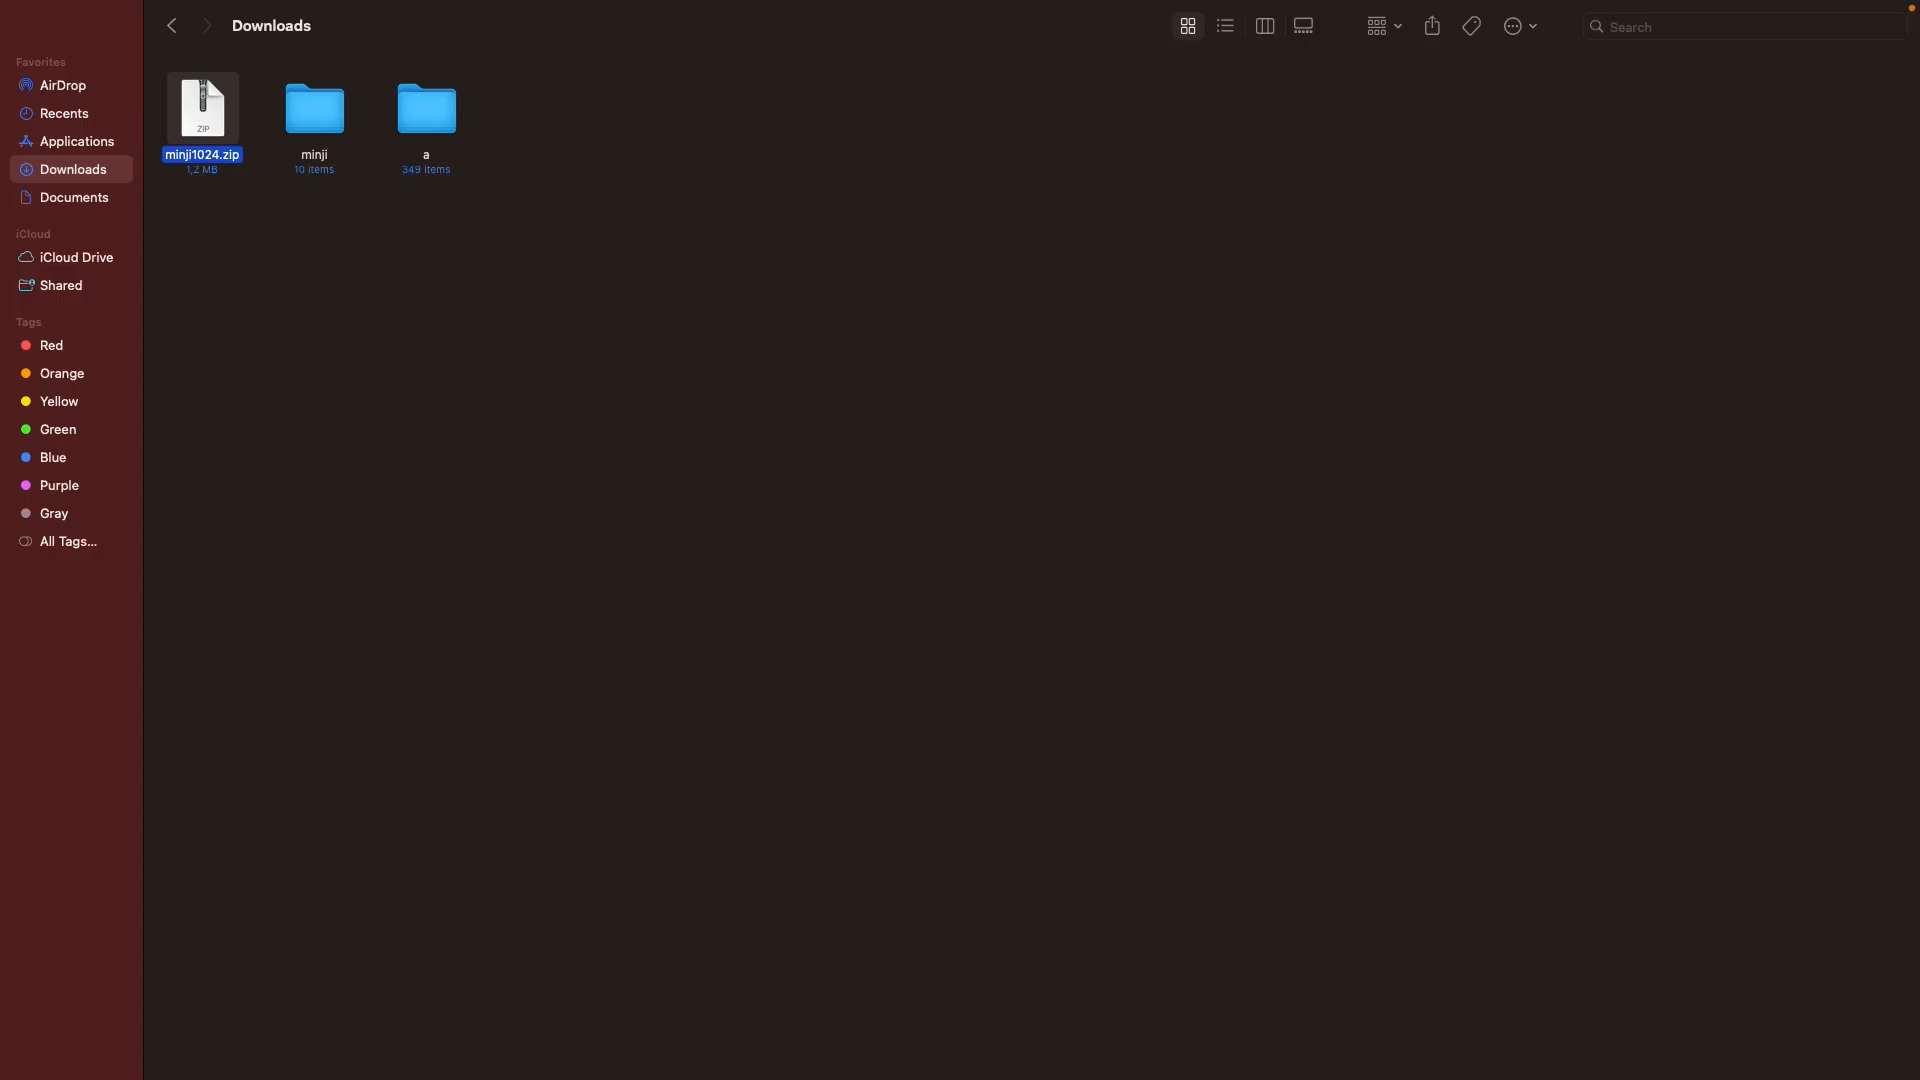 Downloads
Search
Favorites
AirDrop
Recents
Applications
Downloads
Documents
iCloud
iCloud Drive
Shared
Tags
Red
Orange
Yellow
Green
Blue
Purple
Gray
All Tags...
ZIP
minji1024.zip
1,2 MB
minji
10 items
a
349 items